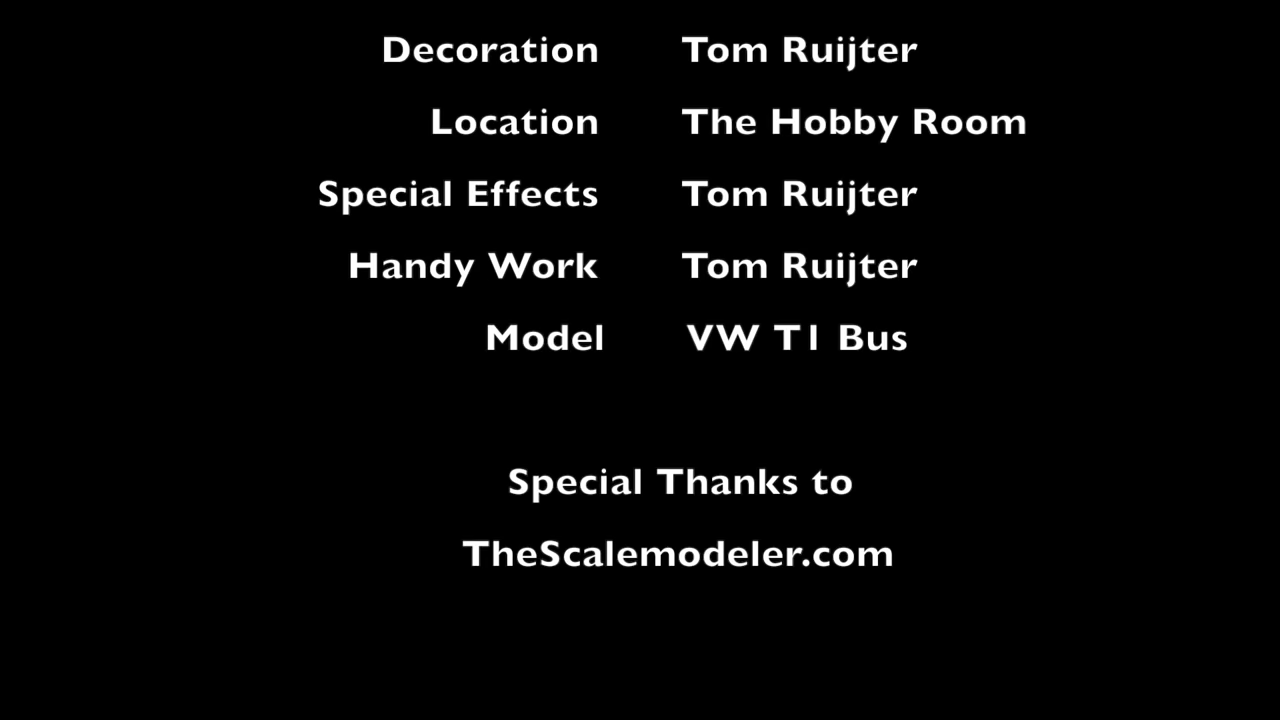 Decoration Tom Ruijter
Location The Hobby Room
Special Effects Tom Ruijter
Handy Work Tom Ruijter
Model VW T1 Bus
Special Thanks to
TheScalemodeler.com